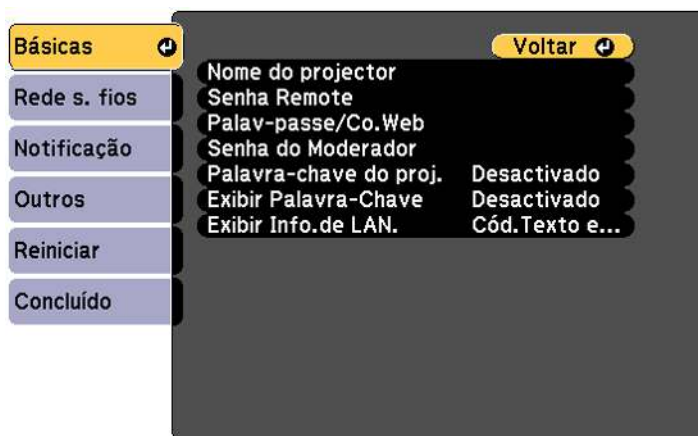 Básicas
Rede s. fios
Notificação
Outros
Reiniciar
Concluído
Voltar
Nome do projector
Senha Remote
Palav-passe/Co.Web
Senha do Moderador
Palavra-chave do proj. Desactivado
Exibir Palavra-Chave Desactivado
Exibir Info.de LAN. Cód.Texto e...